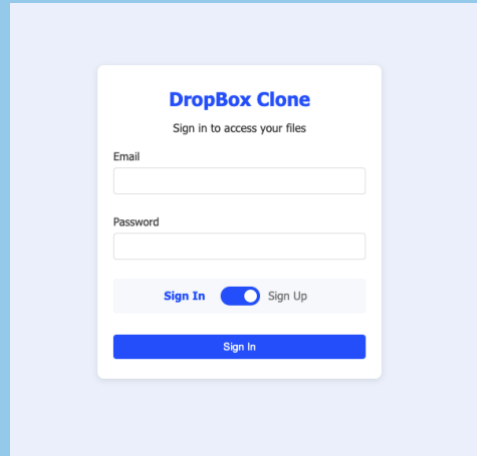 DropBox Clone
Sign in to access your files
Email
Password
Sign In Sign Up
Sign In